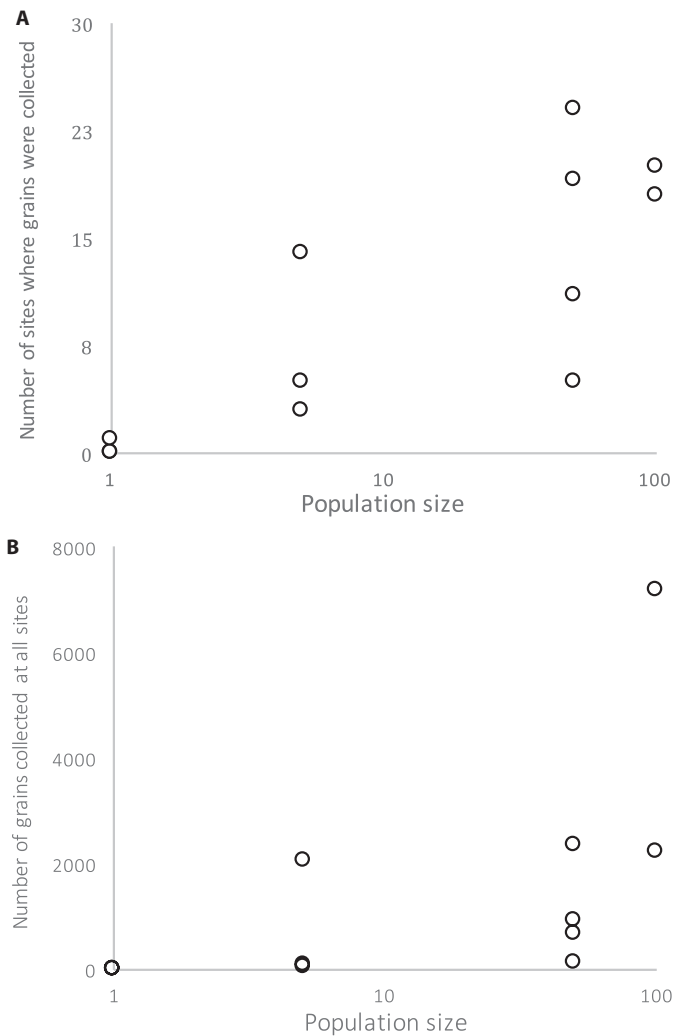 A
Number of sites where grains were collected
30
23
15
8
0
1 10 100
Population size
B
Number of grains collected at all sites
8000
6000
4000
2000
0
1 10 100
Population size